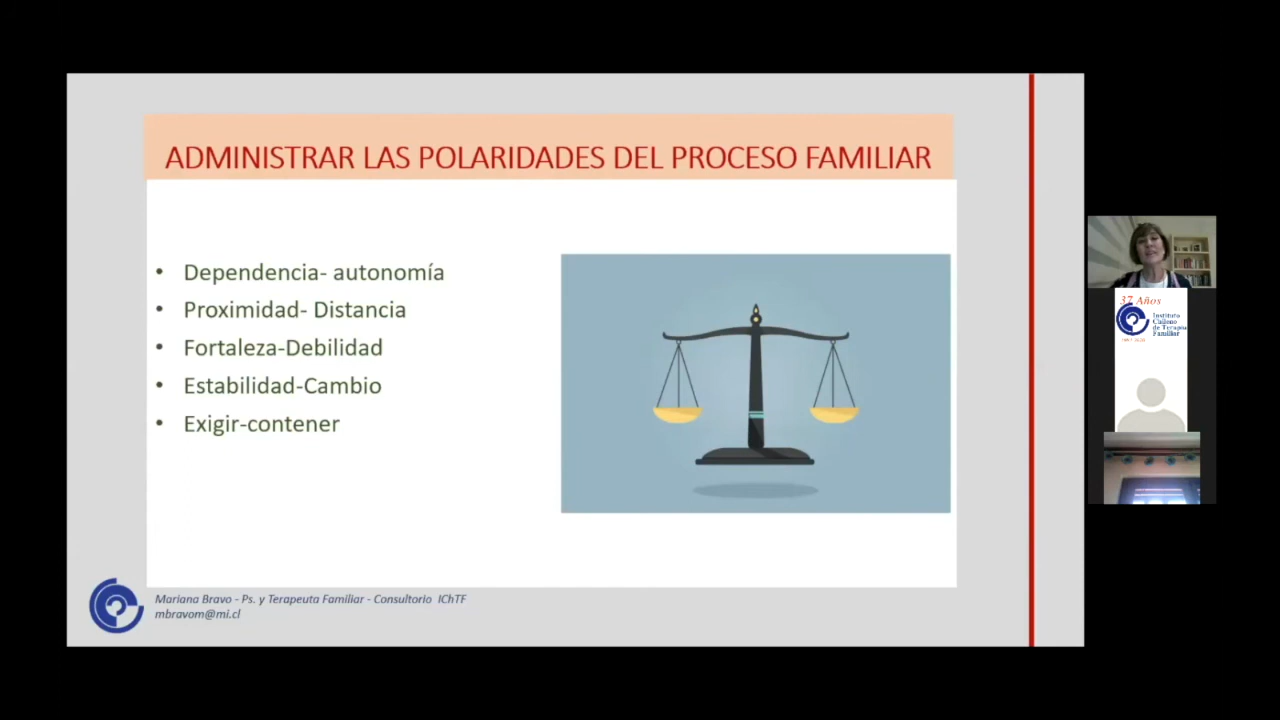 ADMINISTRAR LAS POLARIDADES DEL PROCESO FAMILIAR
• Dependencia- autonomía
• Proximidad- Distancia
• Fortaleza-Debilidad
• Estabilidad-Cambio
• Exigir-contener
Mariana Bravo - Ps. y Terapeuta Familiar - Consultorio IChTF
mbravom@mi.cl
37 Años
Instituto
Chileno
de Terapia
Familiar